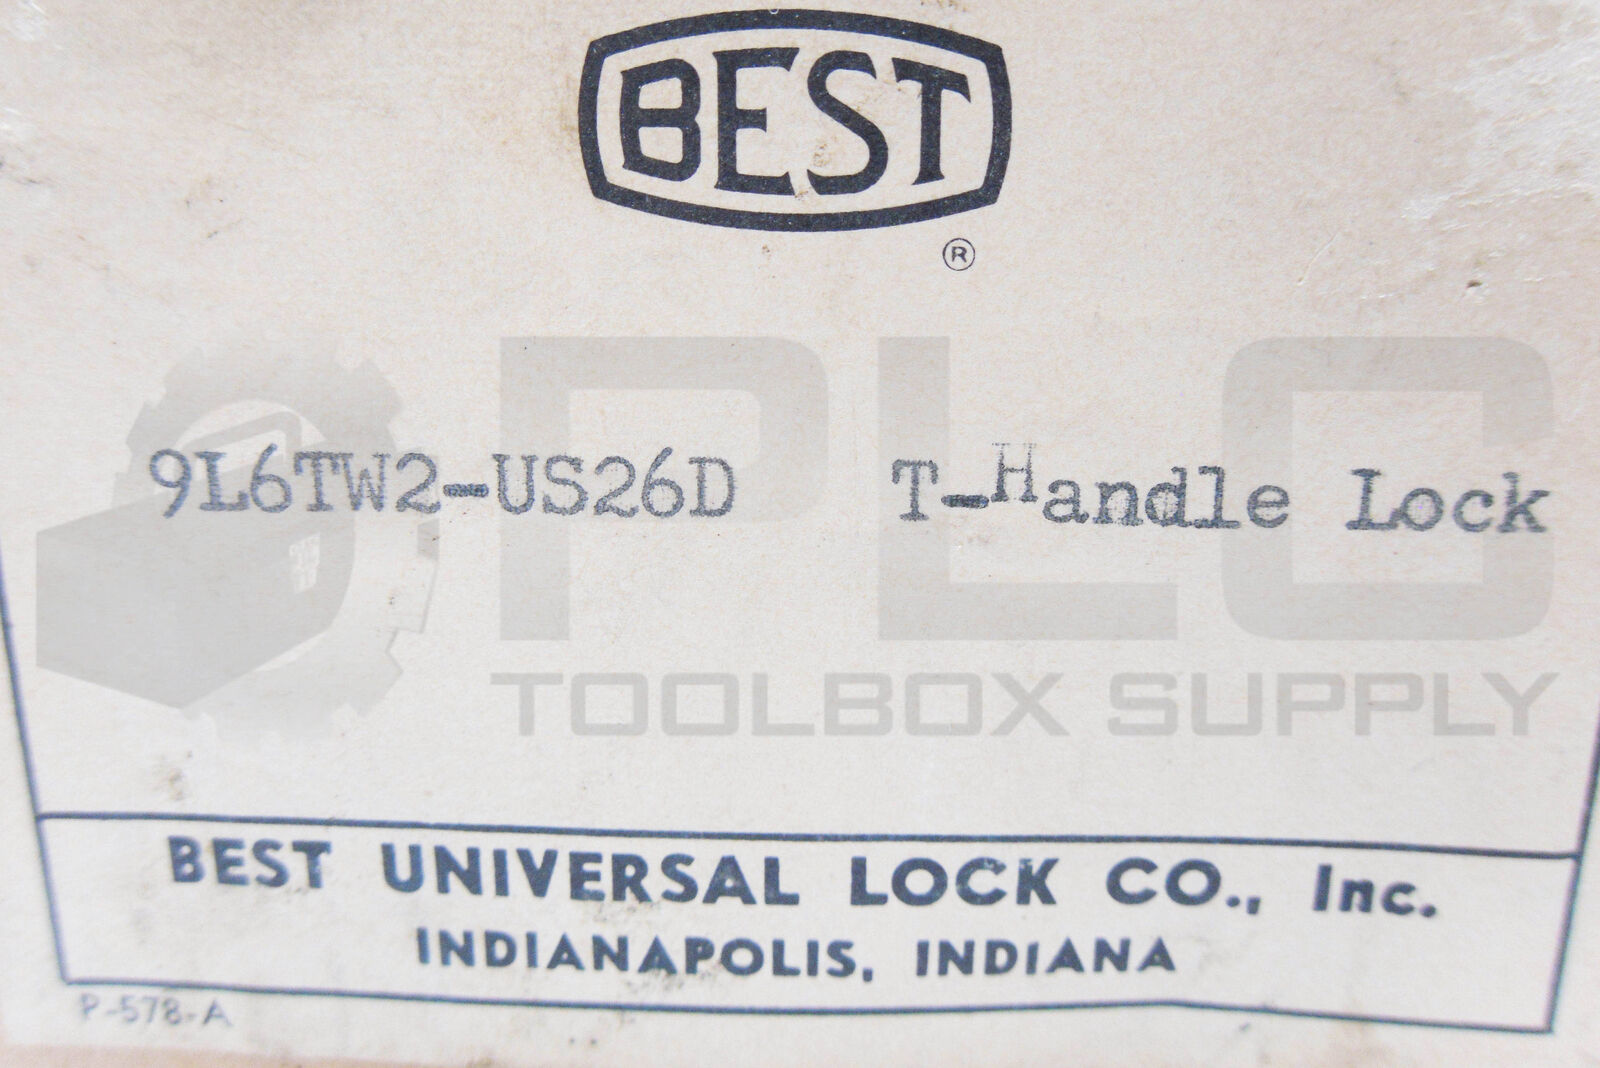 BEST
®
9L6TW2-US26D T-Handle Lock
PLC
TOOLBOX SUPPLY
BEST UNIVERSAL LOCK CO., Inc.
INDIANAPOLIS, INDIANA
P-578-A